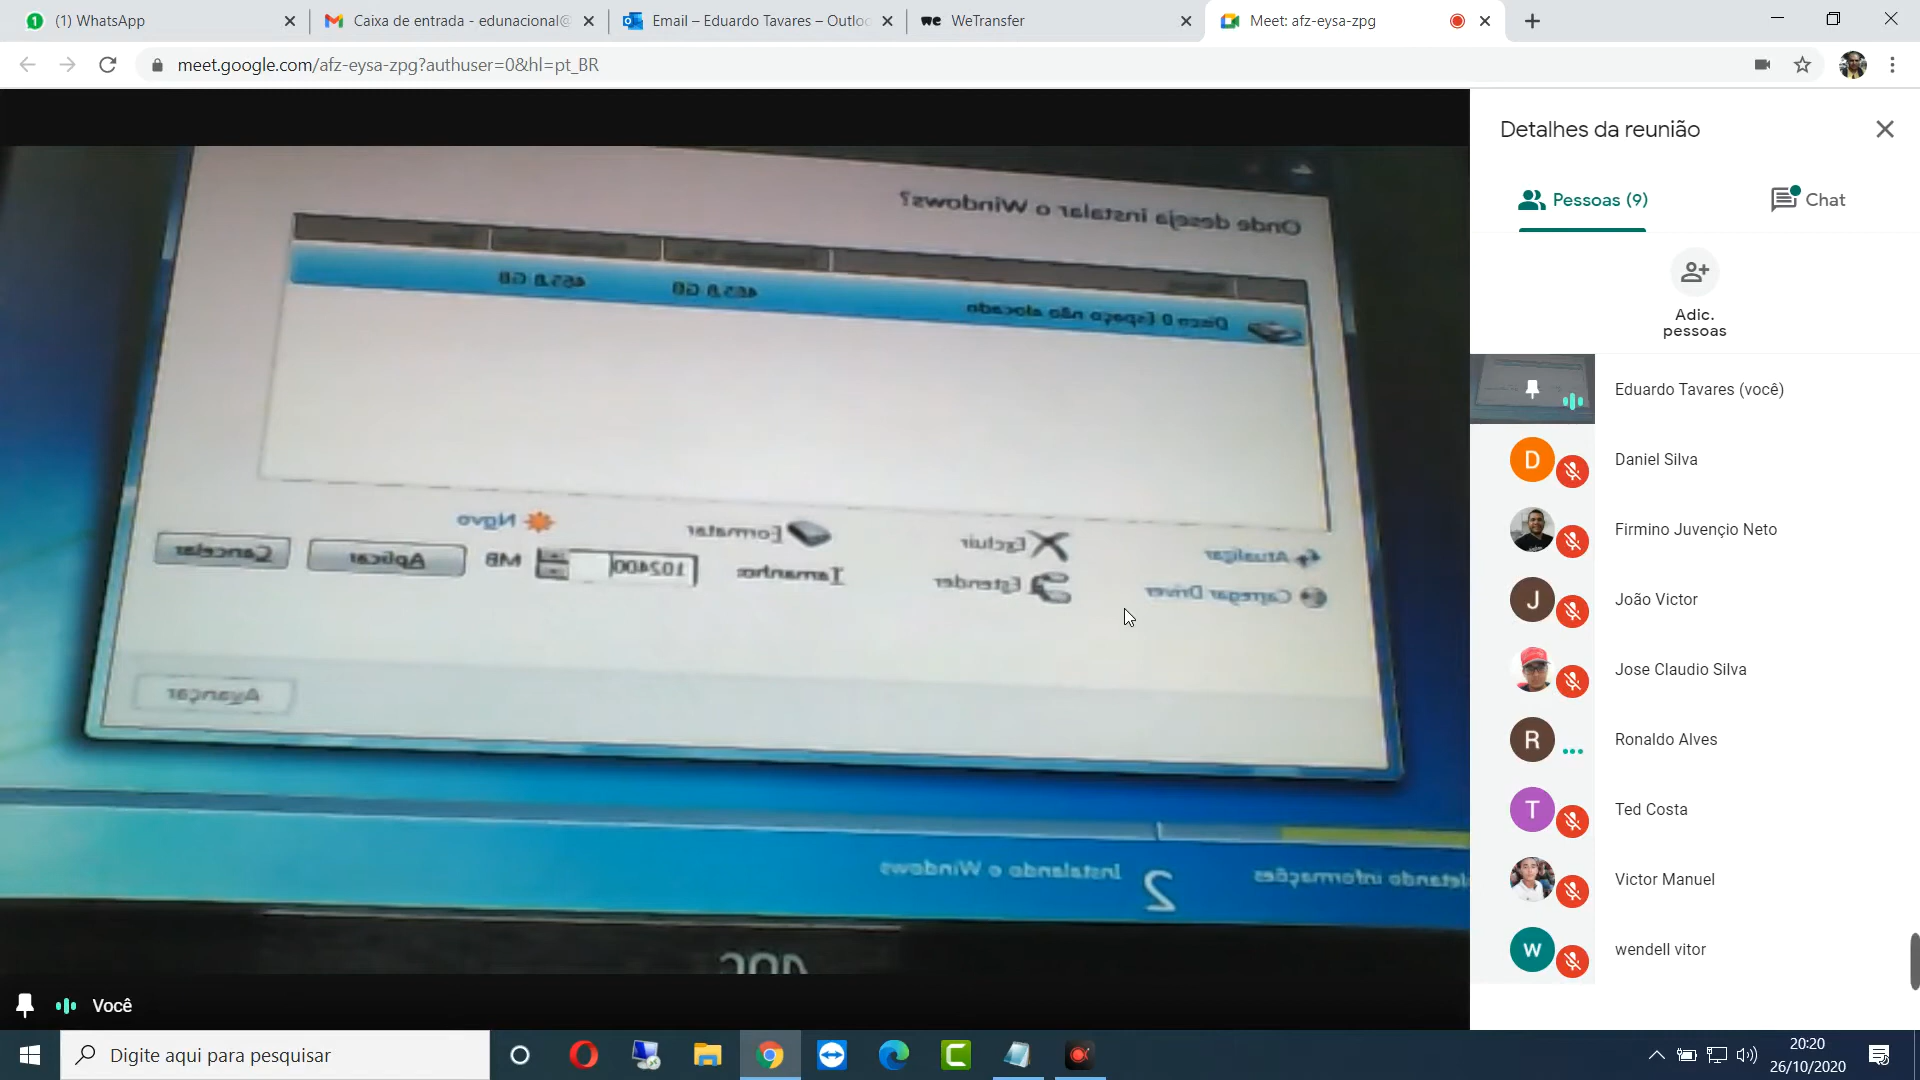 (1) WhatsApp
Caixa de entrada - edunacional@
Email – Eduardo Tavares – Outloo
WeTransfer
Meet: afz-eysa-zpg
meet.google.com/afz-eysa-zpg?authuser=0&hl=pt_BR
Onde deseja instalar o Windows?
Disco 0 Espaço não alocado 465.8 GB 465.8 GB
Atualizar
Excluir
Formatar
Novo
Carregar Driver
Estender
Tamanho: 102400 MB
Aplicar
Cancelar
Avançar
informações
2 Instalando o Windows
AOC
Você
Detalhes da reunião
Pessoas (9)
Chat
Adic.
pessoas
Eduardo Tavares (você)
D Daniel Silva
Firmino Juvençio Neto
J João Victor
Jose Claudio Silva
R Ronaldo Alves
T Ted Costa
Victor Manuel
w wendell vitor
Digite aqui para pesquisar
20:20
26/10/2020